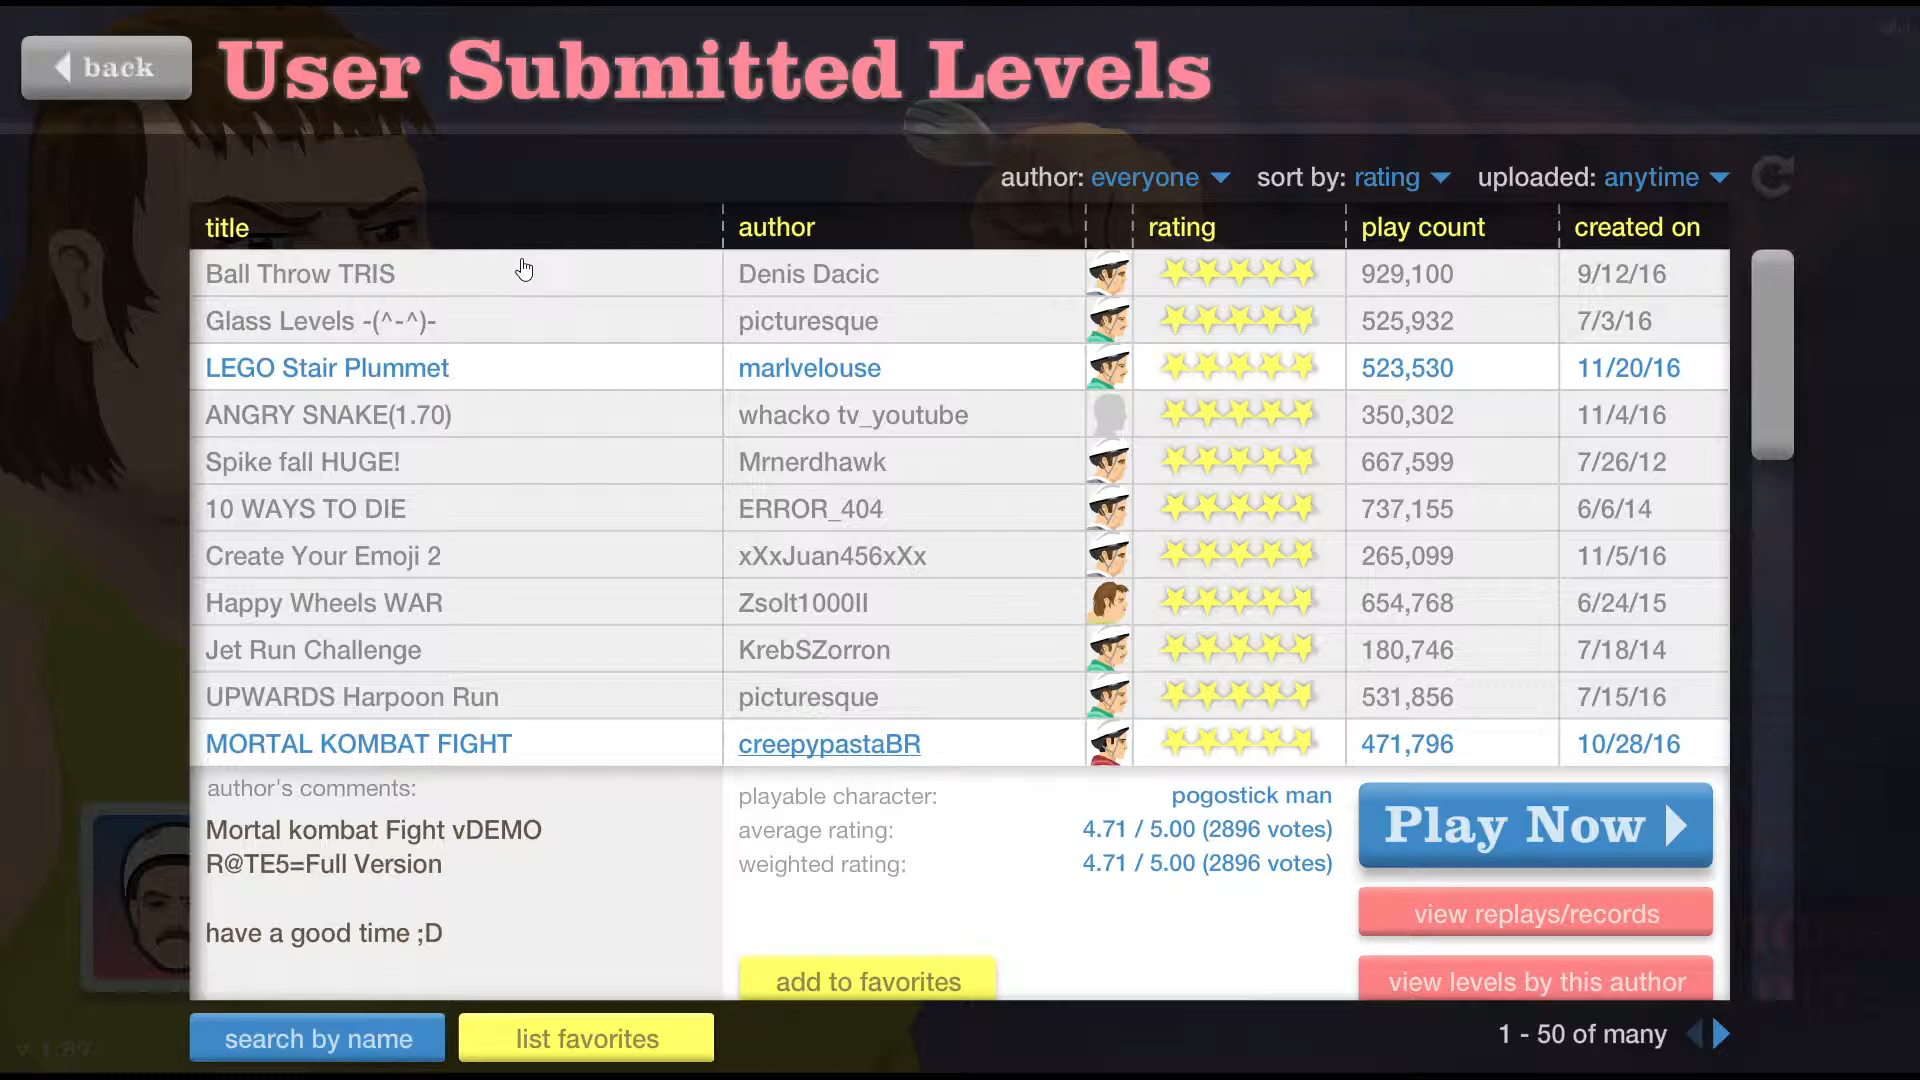 back
User Submitted Levels
author: everyone sort by: rating uploaded: anytime
title author rating play count created on
Ball Throw TRIS Denis Dacic 929,100 9/12/16
Glass Levels -(^-^)- picturesque 525,932 7/3/16
LEGO Stair Plummet marlvelouse 523,530 11/20/16
ANGRY SNAKE(1.70) whacko tv_youtube 350,302 11/4/16
Spike fall HUGE! Mrnerdhawk 667,599 7/26/12
10 WAYS TO DIE ERROR_404 737,155 6/6/14
Create Your Emoji 2 xXxJuan456xXx 265,099 11/5/16
Happy Wheels WAR Zsolt1000II 654,768 6/24/15
Jet Run Challenge KrebSZorron 180,746 7/18/14
UPWARDS Harpoon Run picturesque 531,856 7/15/16
MORTAL KOMBAT FIGHT creepypastaBR 471,796 10/28/16
author's comments:
Mortal kombat Fight vDEMO
R@TE5=Full Version
have a good time ;D
playable character: pogostick man
average rating: 4.71 / 5.00 (2896 votes)
weighted rating: 4.71 / 5.00 (2896 votes)
add to favorites
Play Now
view replays/records
view levels by this author
search by name list favorites
1 - 50 of many